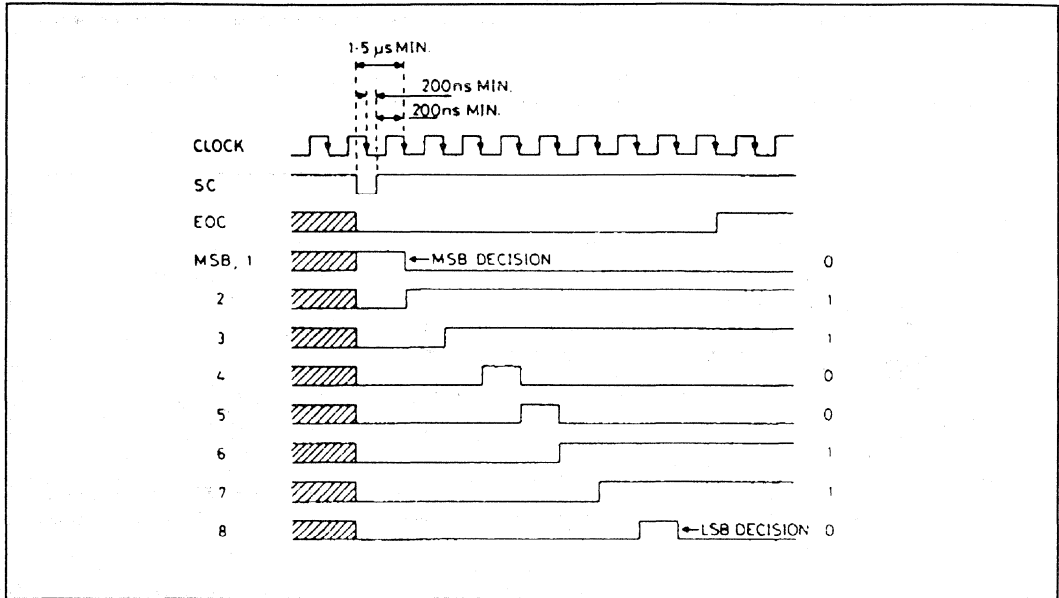 1·5 µs MIN.
200ns MIN.
200ns MIN.
CLOCK
SC
EOC
MSB, 1 ←MSB DECISION 0
2 1
3 1
4 0
5 0
6 1
7 1
8 ←LSB DECISION 0